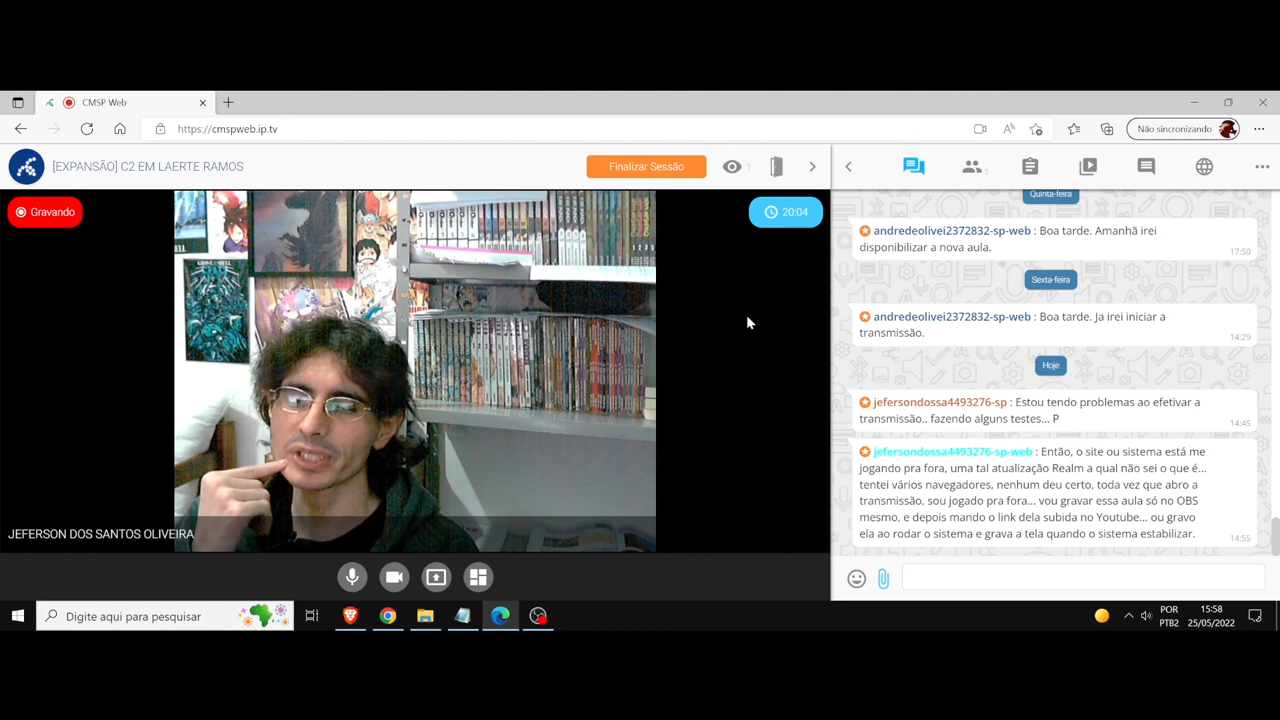 CMSP Web
https://cmspweb.ip.tv
Não sincronizando
[EXPANSÃO] C2 EM LAERTE RAMOS
Finalizar Sessão
1
1
Gravando
20:04
JEFERSON DOS SANTOS OLIVEIRA
Quinta-feira
andredeolivei2372832-sp-web : Boa tarde. Amanhã irei
disponibilizar a nova aula.
17:50
Sexta-feira
andredeolivei2372832-sp-web : Boa tarde. Ja irei iniciar a
transmissão.
14:29
Hoje
jefersondossa4493276-sp : Estou tendo problemas ao efetivar a
transmissão.. fazendo alguns testes... P
14:45
jefersondossa4493276-sp-web : Então, o site ou sistema está me
jogando pra fora, uma tal atualização Realm a qual não sei o que é...
tentei vários navegadores, nenhum deu certo, toda vez que abro a
transmissão, sou jogado pra fora... vou gravar essa aula só no OBS
mesmo, e depois mando o link dela subida no Youtube... ou gravo
ela ao rodar o sistema e grava a tela quando o sistema estabilizar.
14:55
Digite aqui para pesquisar
POR
PTB2
15:58
25/05/2022